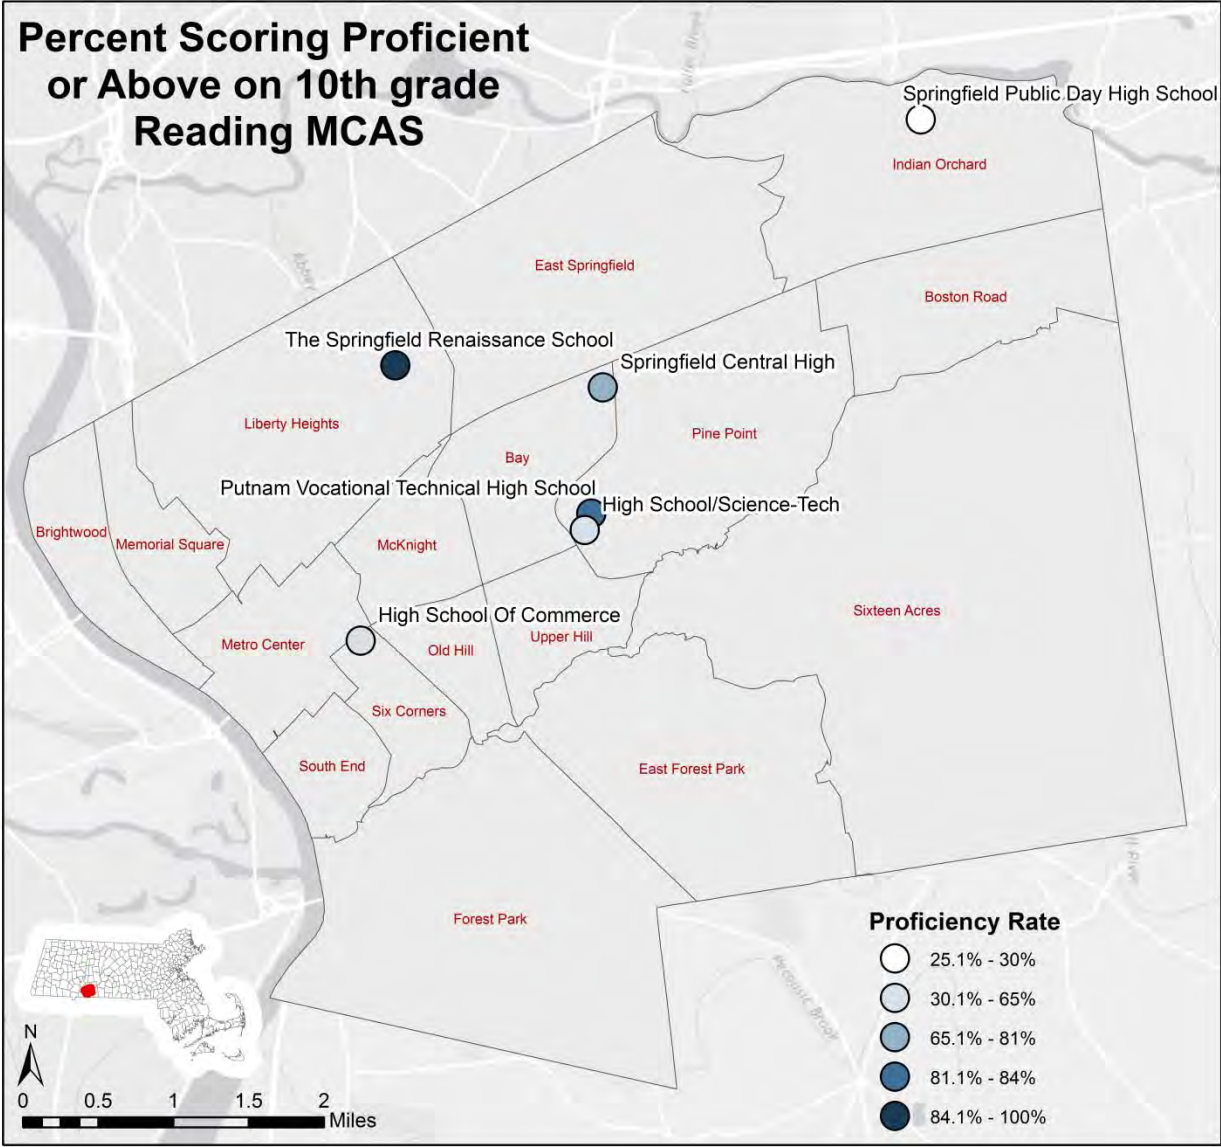 Percent Scoring Proficient
or Above on 10th grade
Reading MCAS
Springfield Public Day High School
Indian Orchard
East Springfield
Boston Road
The Springfield Renaissance School
Springfield Central High
Liberty Heights
Pine Point
Bay
Putnam Vocational Technical High School
High School/Science-Tech
Brightwood
Memorial Square
McKnight
High School Of Commerce
Sixteen Acres
Metro Center
Old Hill
Upper Hill
Six Corners
South End
East Forest Park
Forest Park
Pecousic Brook
Proficiency Rate
25.1% - 30%
30.1% - 65%
65.1% - 81%
81.1% - 84%
84.1% - 100%
N
0 0.5 1 1.5 2
Miles